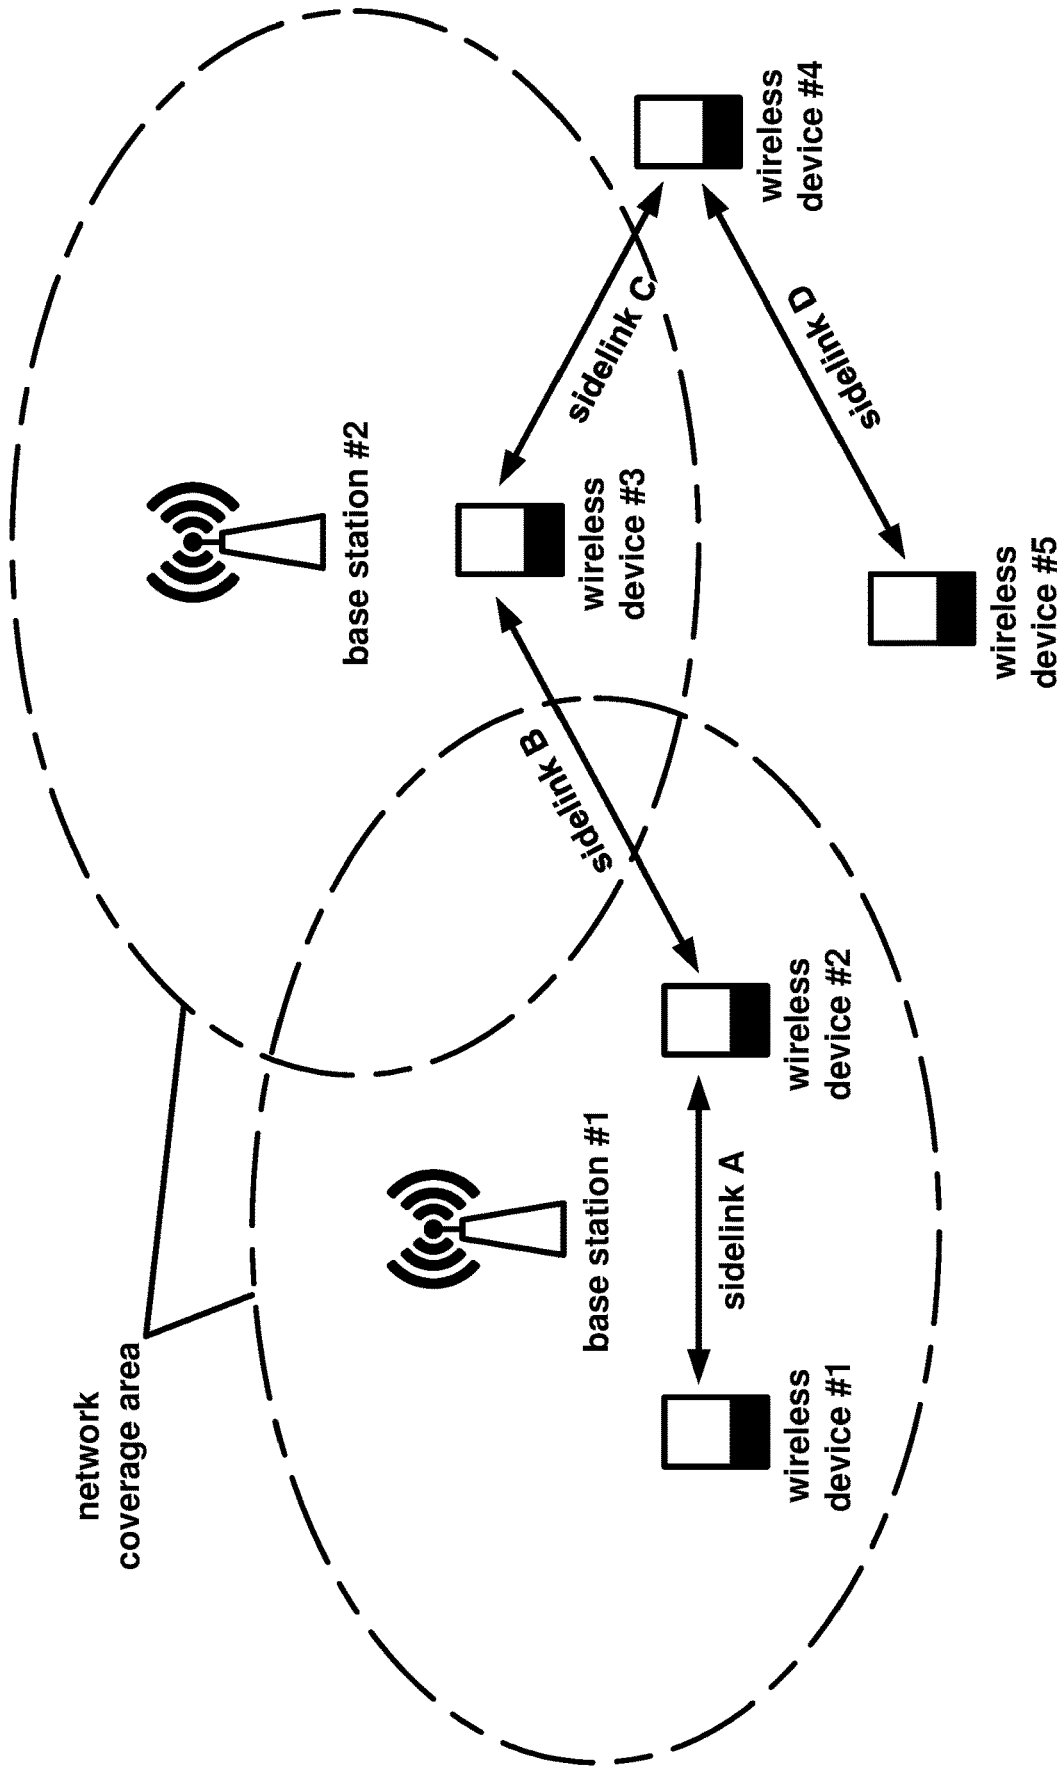 network
coverage area
base station #2
base station #1
wireless
device #3
sidelink B
sidelink C
wireless
device #1
sidelink A
wireless
device #2
wireless
device #4
sidelink D
wireless
device #5